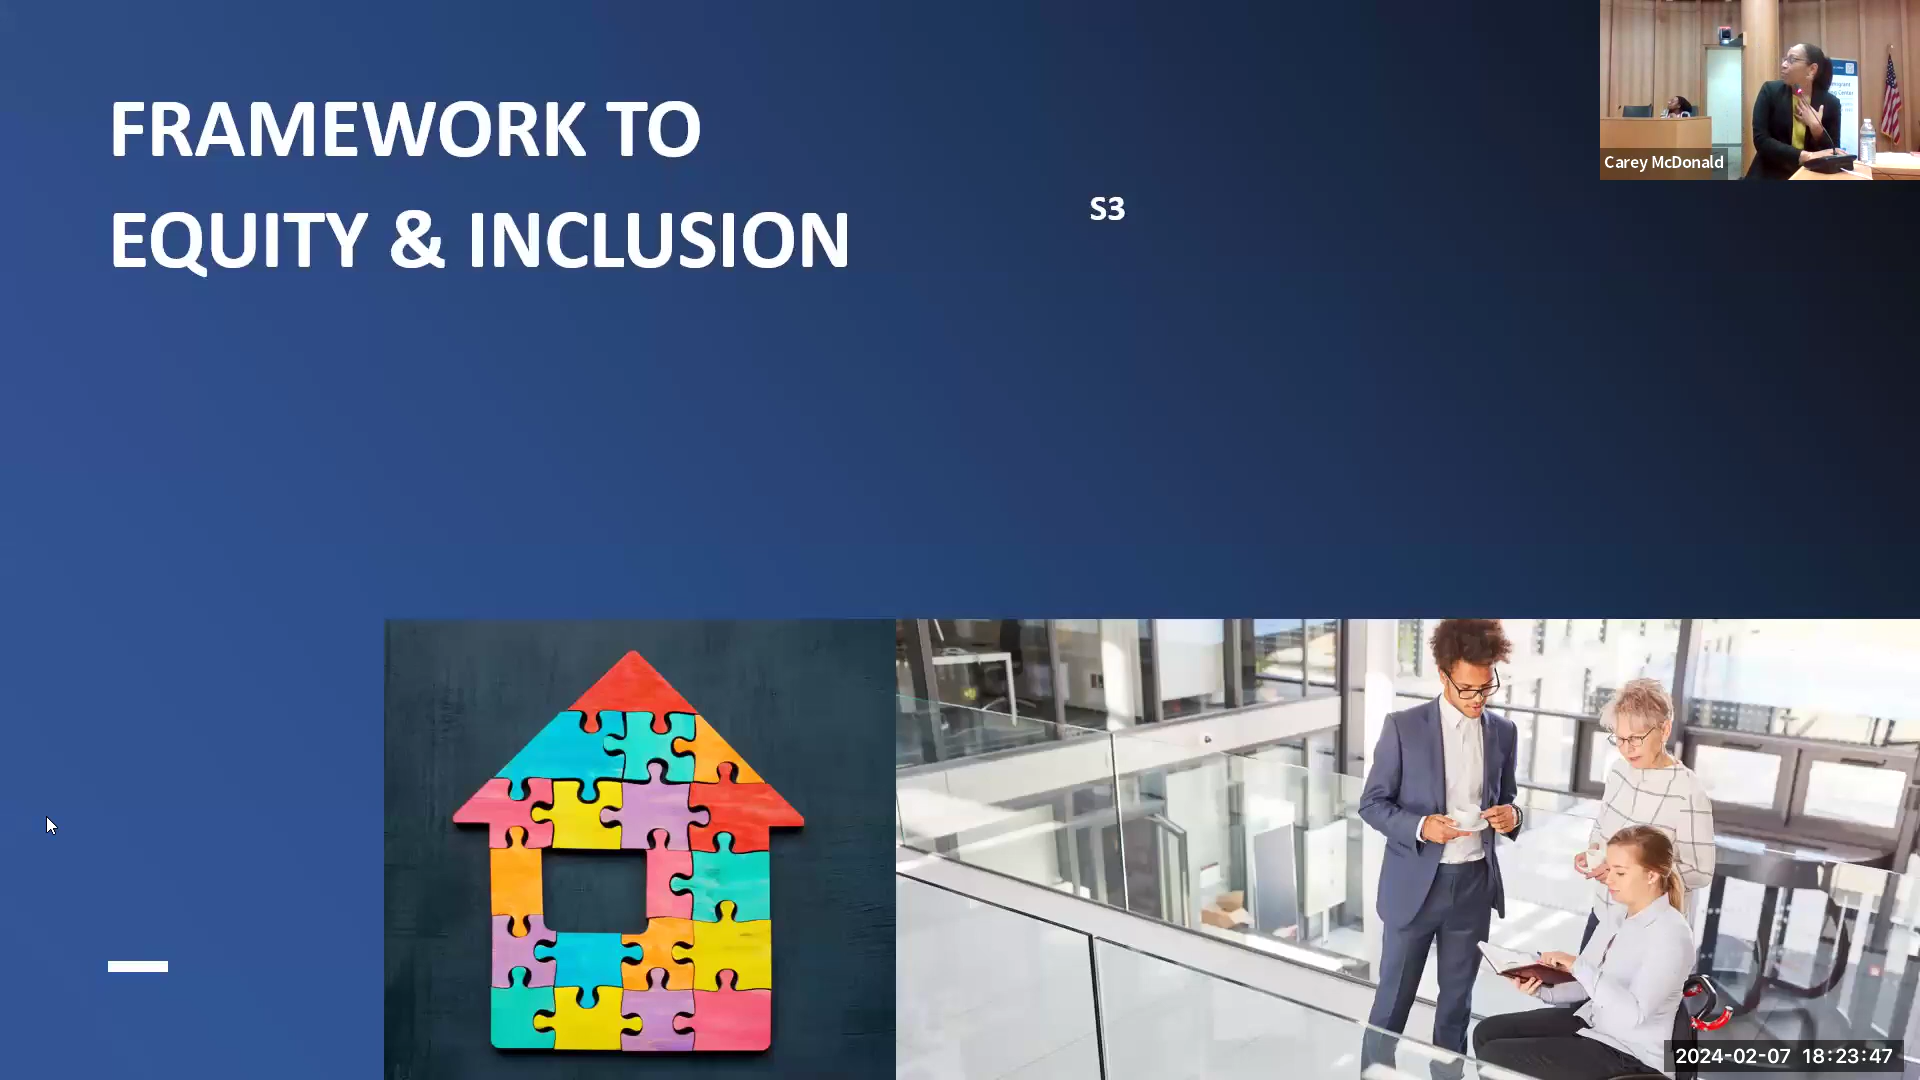 FRAMEWORK TO
EQUITY & INCLUSION
S3
Carey McDonald
2024-02-07 18:23:47